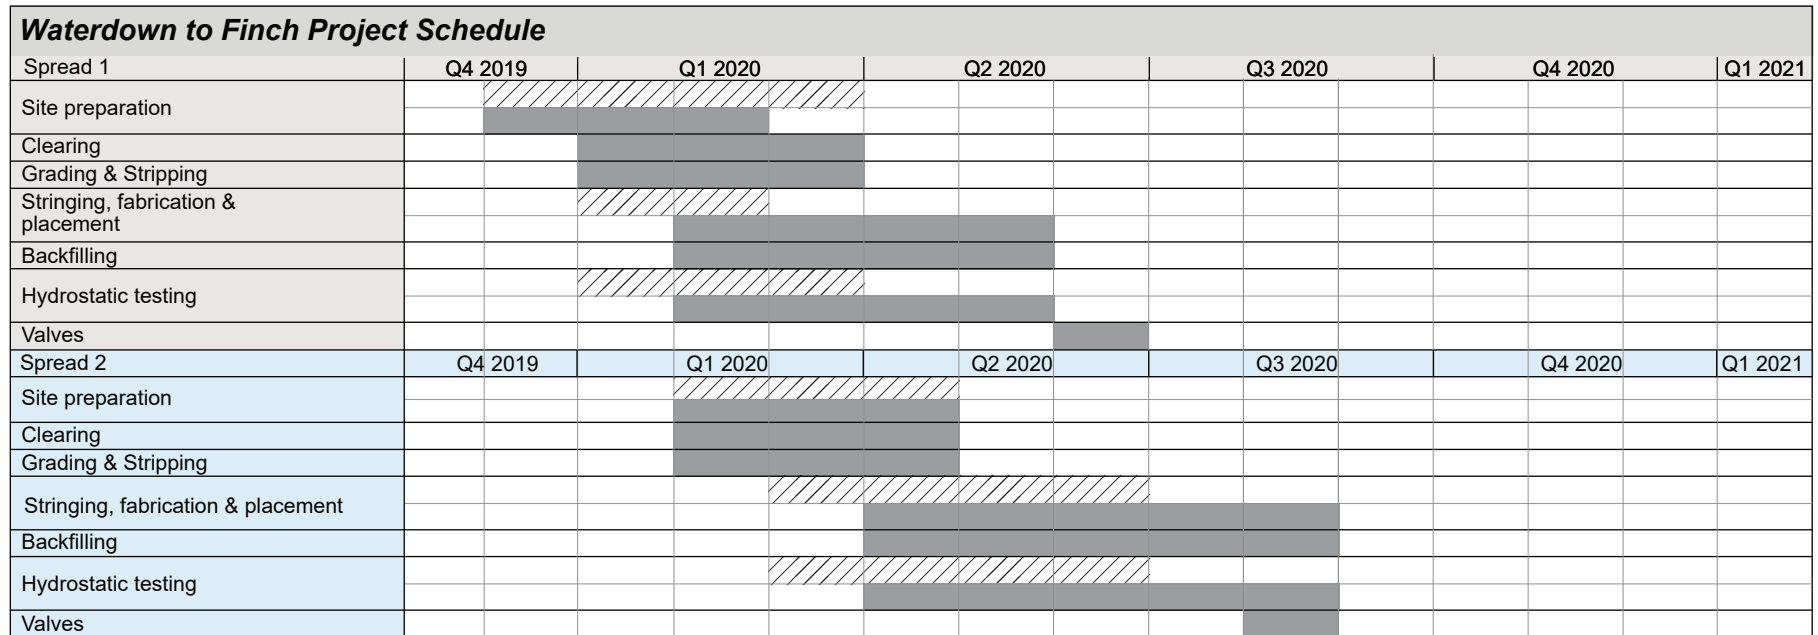 Waterdown to Finch Project Schedule
Spread 1 Q4 2019 Q1 2020 Q2 2020 Q3 2020 Q4 2020 Q1 2021
Site preparation
Clearing
Grading & Stripping
Stringing, fabrication &
placement
Backfilling
Hydrostatic testing
Valves
Spread 2 Q4 2019 Q1 2020 Q2 2020 Q3 2020 Q4 2020 Q1 2021
Site preparation
Clearing
Grading & Stripping
Stringing, fabrication & placement
Backfilling
Hydrostatic testing
Valves